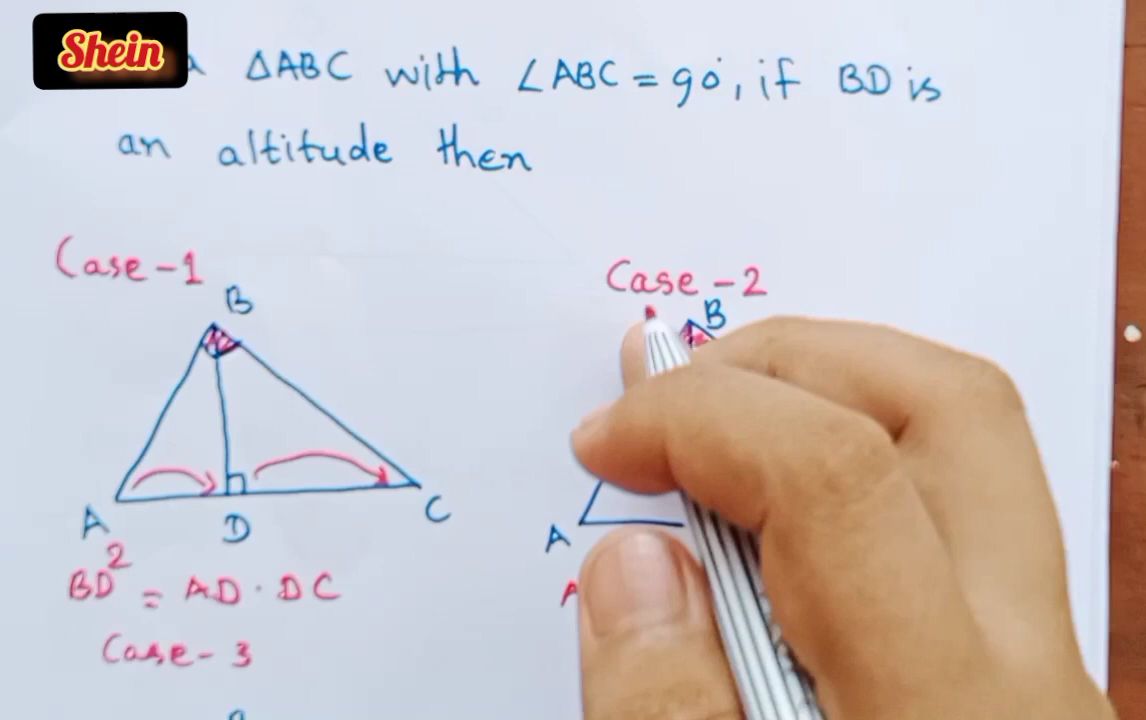 Shein
a ΔABC with ∠ABC = 90°, if BD is
an altitude then
Case - 1
B
A
D
C
BD² = AD · DC
Case - 2
B
A
A
Case - 3